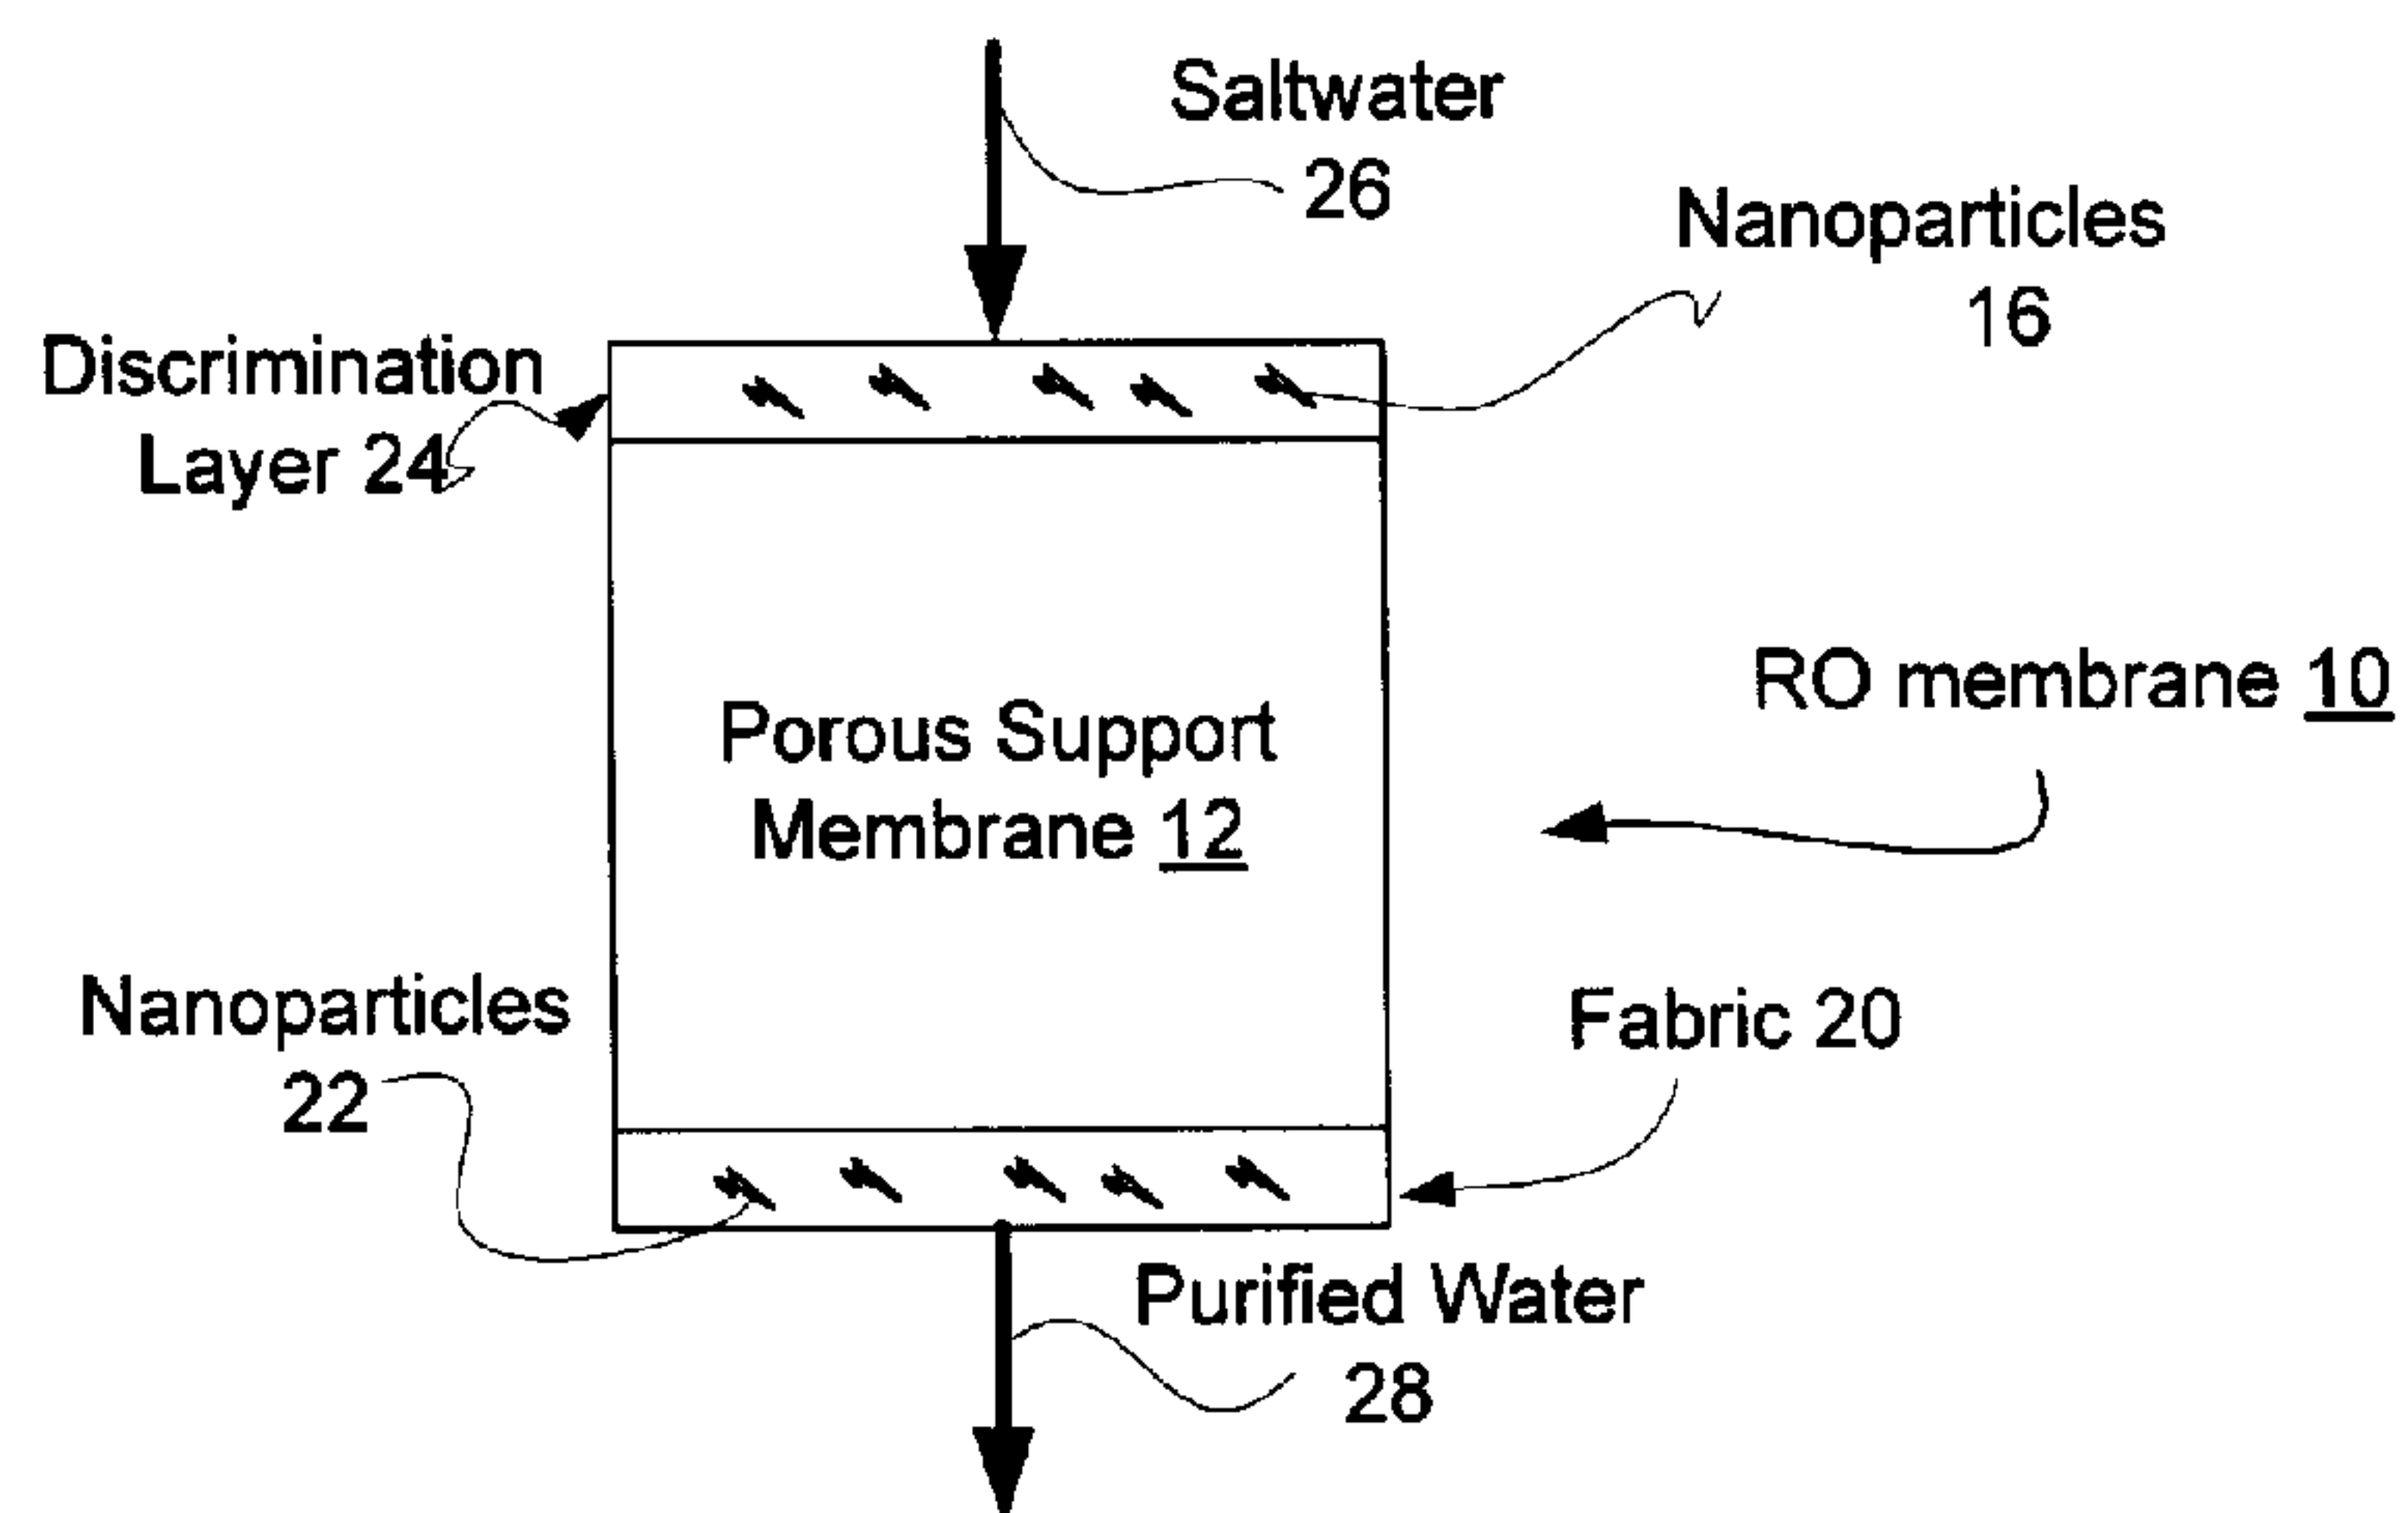 Saltwater
26
Nanoparticles
16
Discrimination
Layer 24
RO membrane 10
Porous Support
Membrane 12
Nanoparticles
22
Fabric 20
Purified Water
28